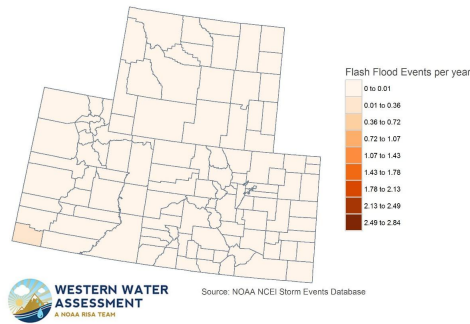 Flash Flood Events per year
0 to 0.01
0.01 to 0.36
0.36 to 0.72
0.72 to 1.07
1.07 to 1.43
1.43 to 1.78
1.78 to 2.13
2.13 to 2.49
2.49 to 2.84
WESTERN WATER
ASSESSMENT
A NOAA RISA TEAM
Source: NOAA NCEI Storm Events Database